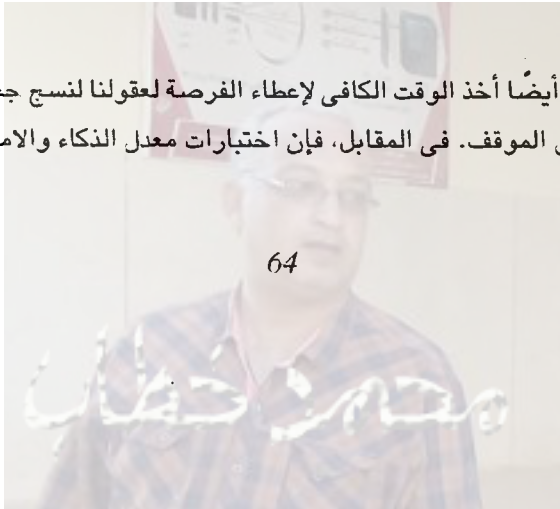 أيضًا أخذ الوقت الكافى لإعطاء الفرصة لعقولنا لنسج
الموقف. فى المقابل، فإن اختبارات معدل الذكاء
64
محمد خطاب